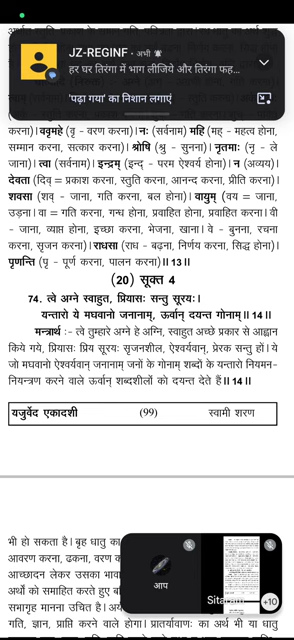 JZ-REGINF • अभी
हर घर तिरंगा में भाग लीजिये और तिरंगा फह...
'पढ़ा गया' का निशान लगाएं
करना)। ववृमहे (वृ - वरण करना)। नः (सर्वनाम) महि (मह् - महत्व होना,
सम्मान करना, सत्कार करना)। श्रोषि (श्रु - सुनना)। नृतमाः (नृ - ले
जाना)। त्वा (सर्वनाम)। इन्द्रम् (इन्द् - परम ऐश्वर्य होना)। न (अव्यय)।
देवता (दिव् = प्रकाश करना, स्तुति करना, आनन्द करना, प्रीति करना)।
शवसा (शव् - जाना, गति करना, बल होना)। वायुम् (वय = जाना,
उड़ना। वा = गति करना, गन्ध होना, प्रवाहित होना, प्रवाहित करना। वी
- जाना, व्याप्त होना, इच्छा करना, भेजना, खाना। वे - बुनना, रचना
करना, सृजन करना)। राधसा (राध - बढ़ना, निर्णय करना, सिद्ध होना)।
पृणन्ति (पृ - पूर्ण करना, पालन करना)॥13॥
(20) सूक्त 4
74. त्वे अग्ने स्वाहुत, प्रियासः सन्तु सूरयः।
यन्तारो ये मघवानो जनानाम्, ऊर्वान् दयन्त गोनाम्॥14॥
मन्त्रार्थ :- त्वे तुम्हारे अग्ने हे अग्नि, स्वाहुत अच्छे प्रकार से आह्वान
किये गये, प्रियासः प्रिय सूरयः सृजनशील, ऐश्वर्यवान्, प्रेरक सन्तु हों। ये
जो मघवानो ऐश्वर्यवान् जनानाम् जनों के गोनाम् शब्दों के यन्तारो नियमन-
नियन्त्रण करने वाले ऊर्वान् शब्दशीलों को दयन्त देते हैं॥14॥
यजुर्वेद एकादशी (99) स्वामी शरण
भी हो सकता है। बृह धातु का
आवरण करना, ढकना, वरण क
आच्छादन लेकर उसका भावा
अर्थों को समाहित करते हुए ब
सभागृह मानना उचित है। अर्य
गति, ज्ञान, प्राप्ति करने वाले होगा। प्रातर्यावाणः का अर्थ भी या धातु
आप
Sitaram
+10